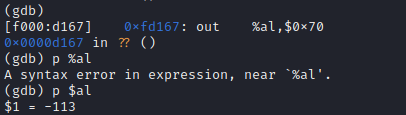 (gdb)
[f000:d167]    0xfd167: out    %al,$0x70
0x0000d167 in ?? ()
(gdb) p %al
A syntax error in expression, near `%al'.
(gdb) p $al
$1 = -113